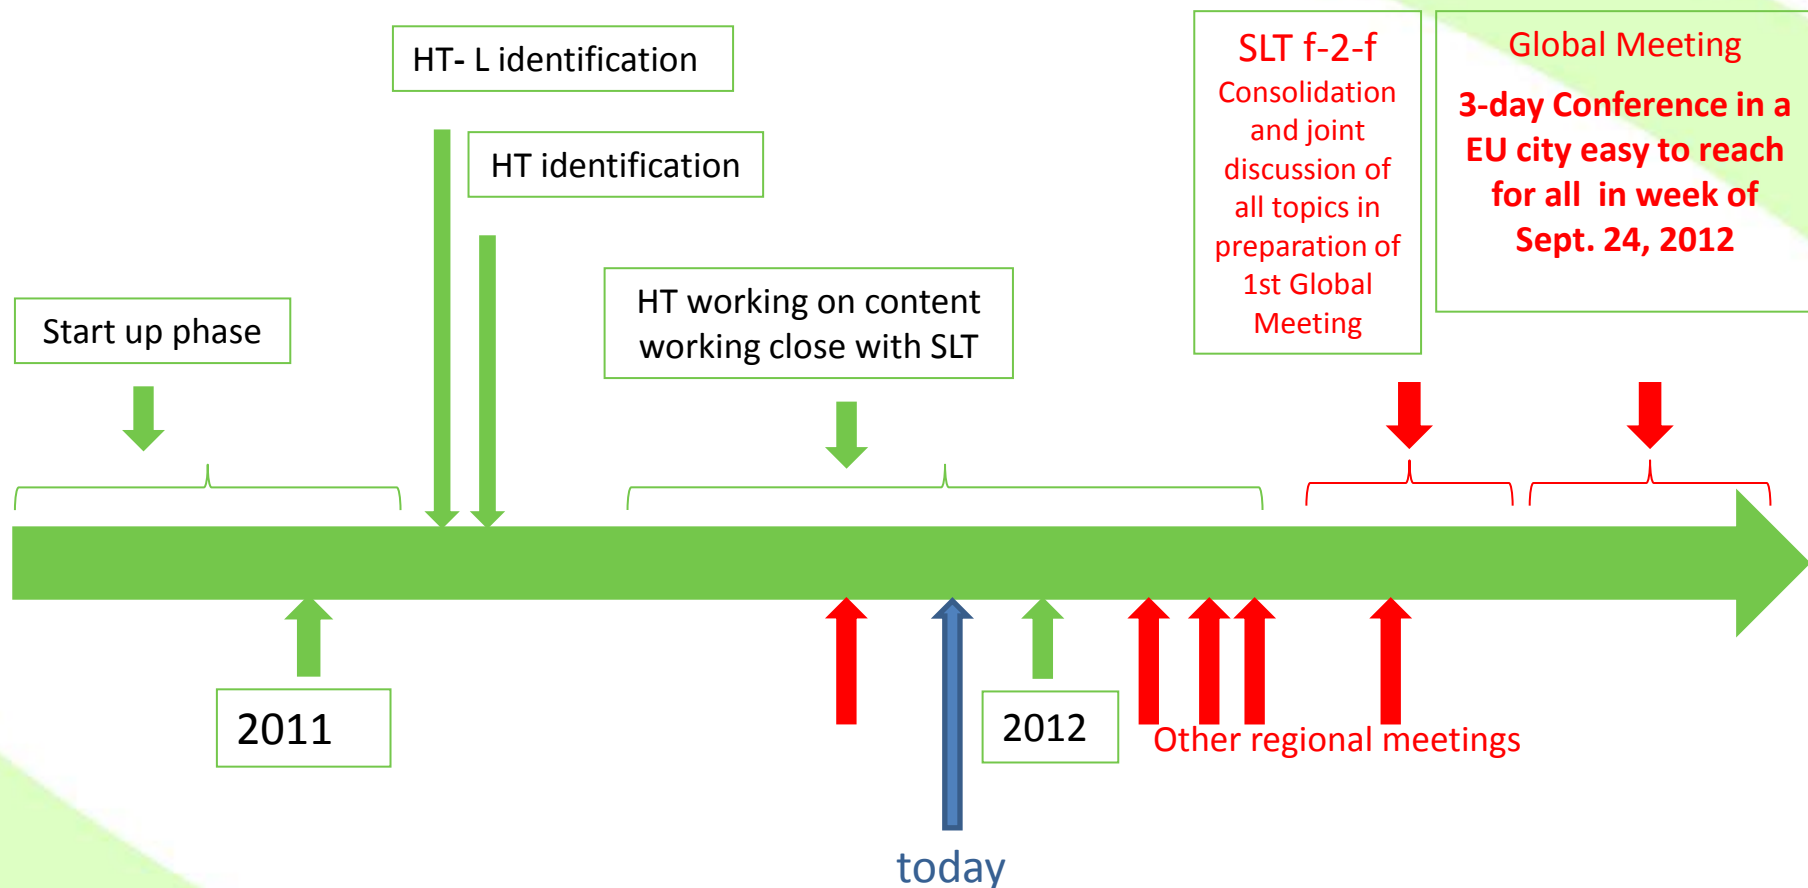 HT- L identification
HT identification
Start up phase
HT working on content
working close with SLT
SLT f-2-f
Consolidation
and joint
discussion of
all topics in
preparation of
1st Global
Meeting
Global Meeting
3-day Conference in a
EU city easy to reach
for all  in week of
Sept. 24, 2012
2011
2012
Other regional meetings
today